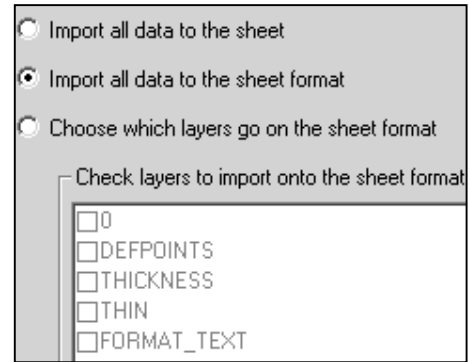 Import all data to the sheet
Import all data to the sheet format
Choose which layers go on the sheet format
Check layers to import onto the sheet format
0
DEFPOINTS
THICKNESS
THIN
FORMAT_TEXT